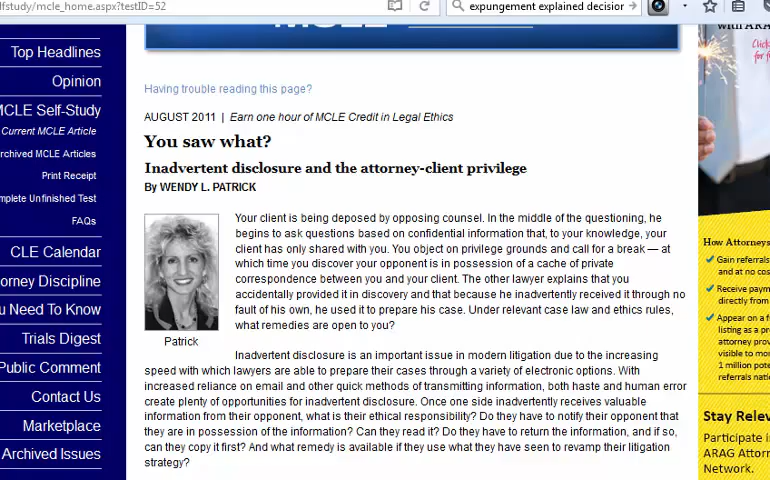 lfstudy/mcle_home.aspx?testID=52
expungement explained decision
Top Headlines
Opinion
MCLE Self-Study
Current MCLE Article
Archived MCLE Articles
Print Receipt
Complete Unfinished Test
FAQs
CLE Calendar
orney Discipline
u Need To Know
Trials Digest
Public Comment
Contact Us
Marketplace
Archived Issues
Having trouble reading this page?
AUGUST 2011 | Earn one hour of MCLE Credit in Legal Ethics
You saw what?
Inadvertent disclosure and the attorney-client privilege
By WENDY L. PATRICK
Your client is being deposed by opposing counsel. In the middle of the questioning, he
begins to ask questions based on confidential information that, to your knowledge, your
client has only shared with you. You object on privilege grounds and call for a break — at
which time you discover your opponent is in possession of a cache of private
correspondence between you and your client. The other lawyer explains that you
accidentally provided it in discovery and that because he inadvertently received it through no
fault of his own, he used it to prepare his case. Under relevant case law and ethics rules,
what remedies are open to you?
Patrick
Inadvertent disclosure is an important issue in modern litigation due to the increasing
speed with which lawyers are able to prepare their cases through a variety of electronic options. With
increased reliance on email and other quick methods of transmitting information, both haste and human error
create plenty of opportunities for inadvertent disclosure. Once one side inadvertently receives valuable
information from their opponent, what is their ethical responsibility? Do they have to notify their opponent that
they are in possession of the information? Can they read it? Do they have to return the information, and if so,
can they copy it first? And what remedy is available if they use what they have seen to revamp their litigation
strategy?
with ARA
Click
for f
How Attorneys
Gain referrals
and at no cos
Receive paym
directly from
Appear on a f
listing as a pr
attorney prov
visible to mor
1 million pote
referrals nati
Stay Relev
Participate i
ARAG Attor
Network.